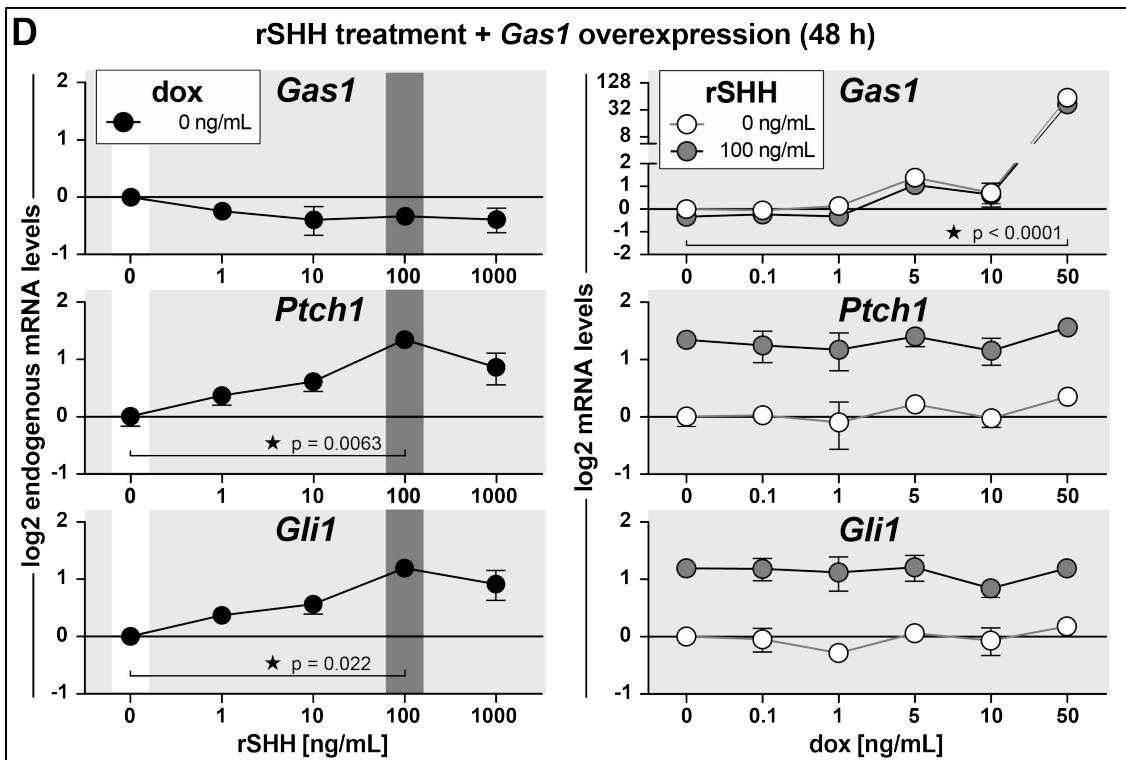 D
rSHH treatment + Gas1 overexpression (48 h)
log2 endogenous mRNA levels
dox
0 ng/mL
Gas1
2
1
0
-1
0 1 10 100 1000
Ptch1
2
1
0
-1
★ p = 0.0063
0 1 10 100 1000
Gli1
2
1
0
-1
★ p = 0.022
0 1 10 100 1000
rSHH [ng/mL]
log2 mRNA levels
rSHH
0 ng/mL
100 ng/mL
Gas1
128
32
8
2
1
0
-1
-2
★ p < 0.0001
0 0.1 1 5 10 50
Ptch1
2
1
0
-1
0 0.1 1 5 10 50
Gli1
2
1
0
-1
0 0.1 1 5 10 50
dox [ng/mL]